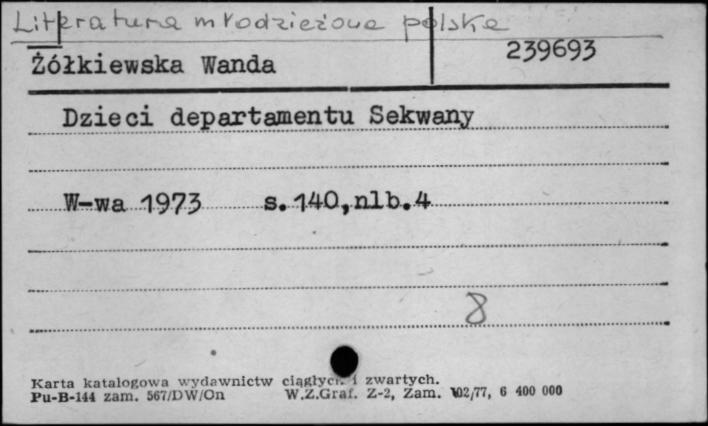 Literatura młodzieżowa polska
Żółkiewska Wanda
239693
Dzieci departamentu Sekwany
W-wa 1973 s. 140, nlb. 4
8
Karta katalogowa wydawnictw ciągłych i zwartych.
Pu-B-144 zam. 567/DW/On W.Z.Graf. Z-2, Zam. 102/77, 6 400 000